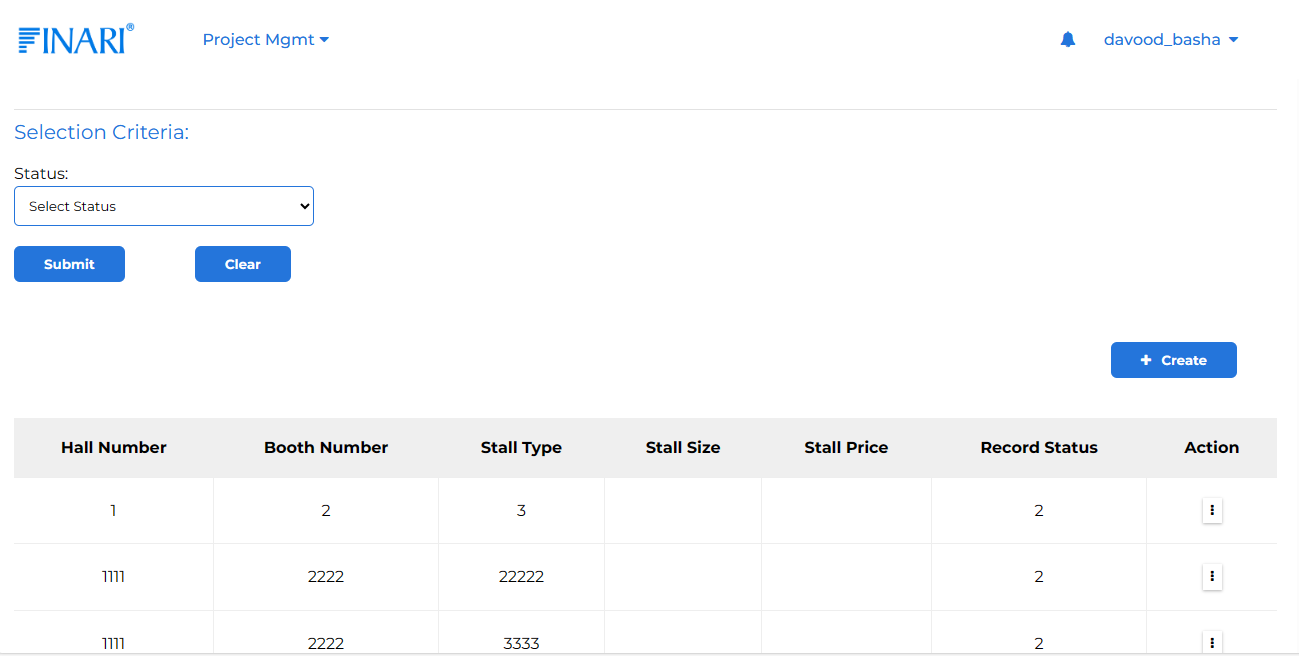 FINARI®
Project Mgmt
davood_basha
Selection Criteria:
Status:
Select Status
Submit Clear
Create
Hall Number Booth Number Stall Type Stall Size Stall Price Record Status Action
1 2 3 2
1111 2222 22222 2
1111 2222 3333 2